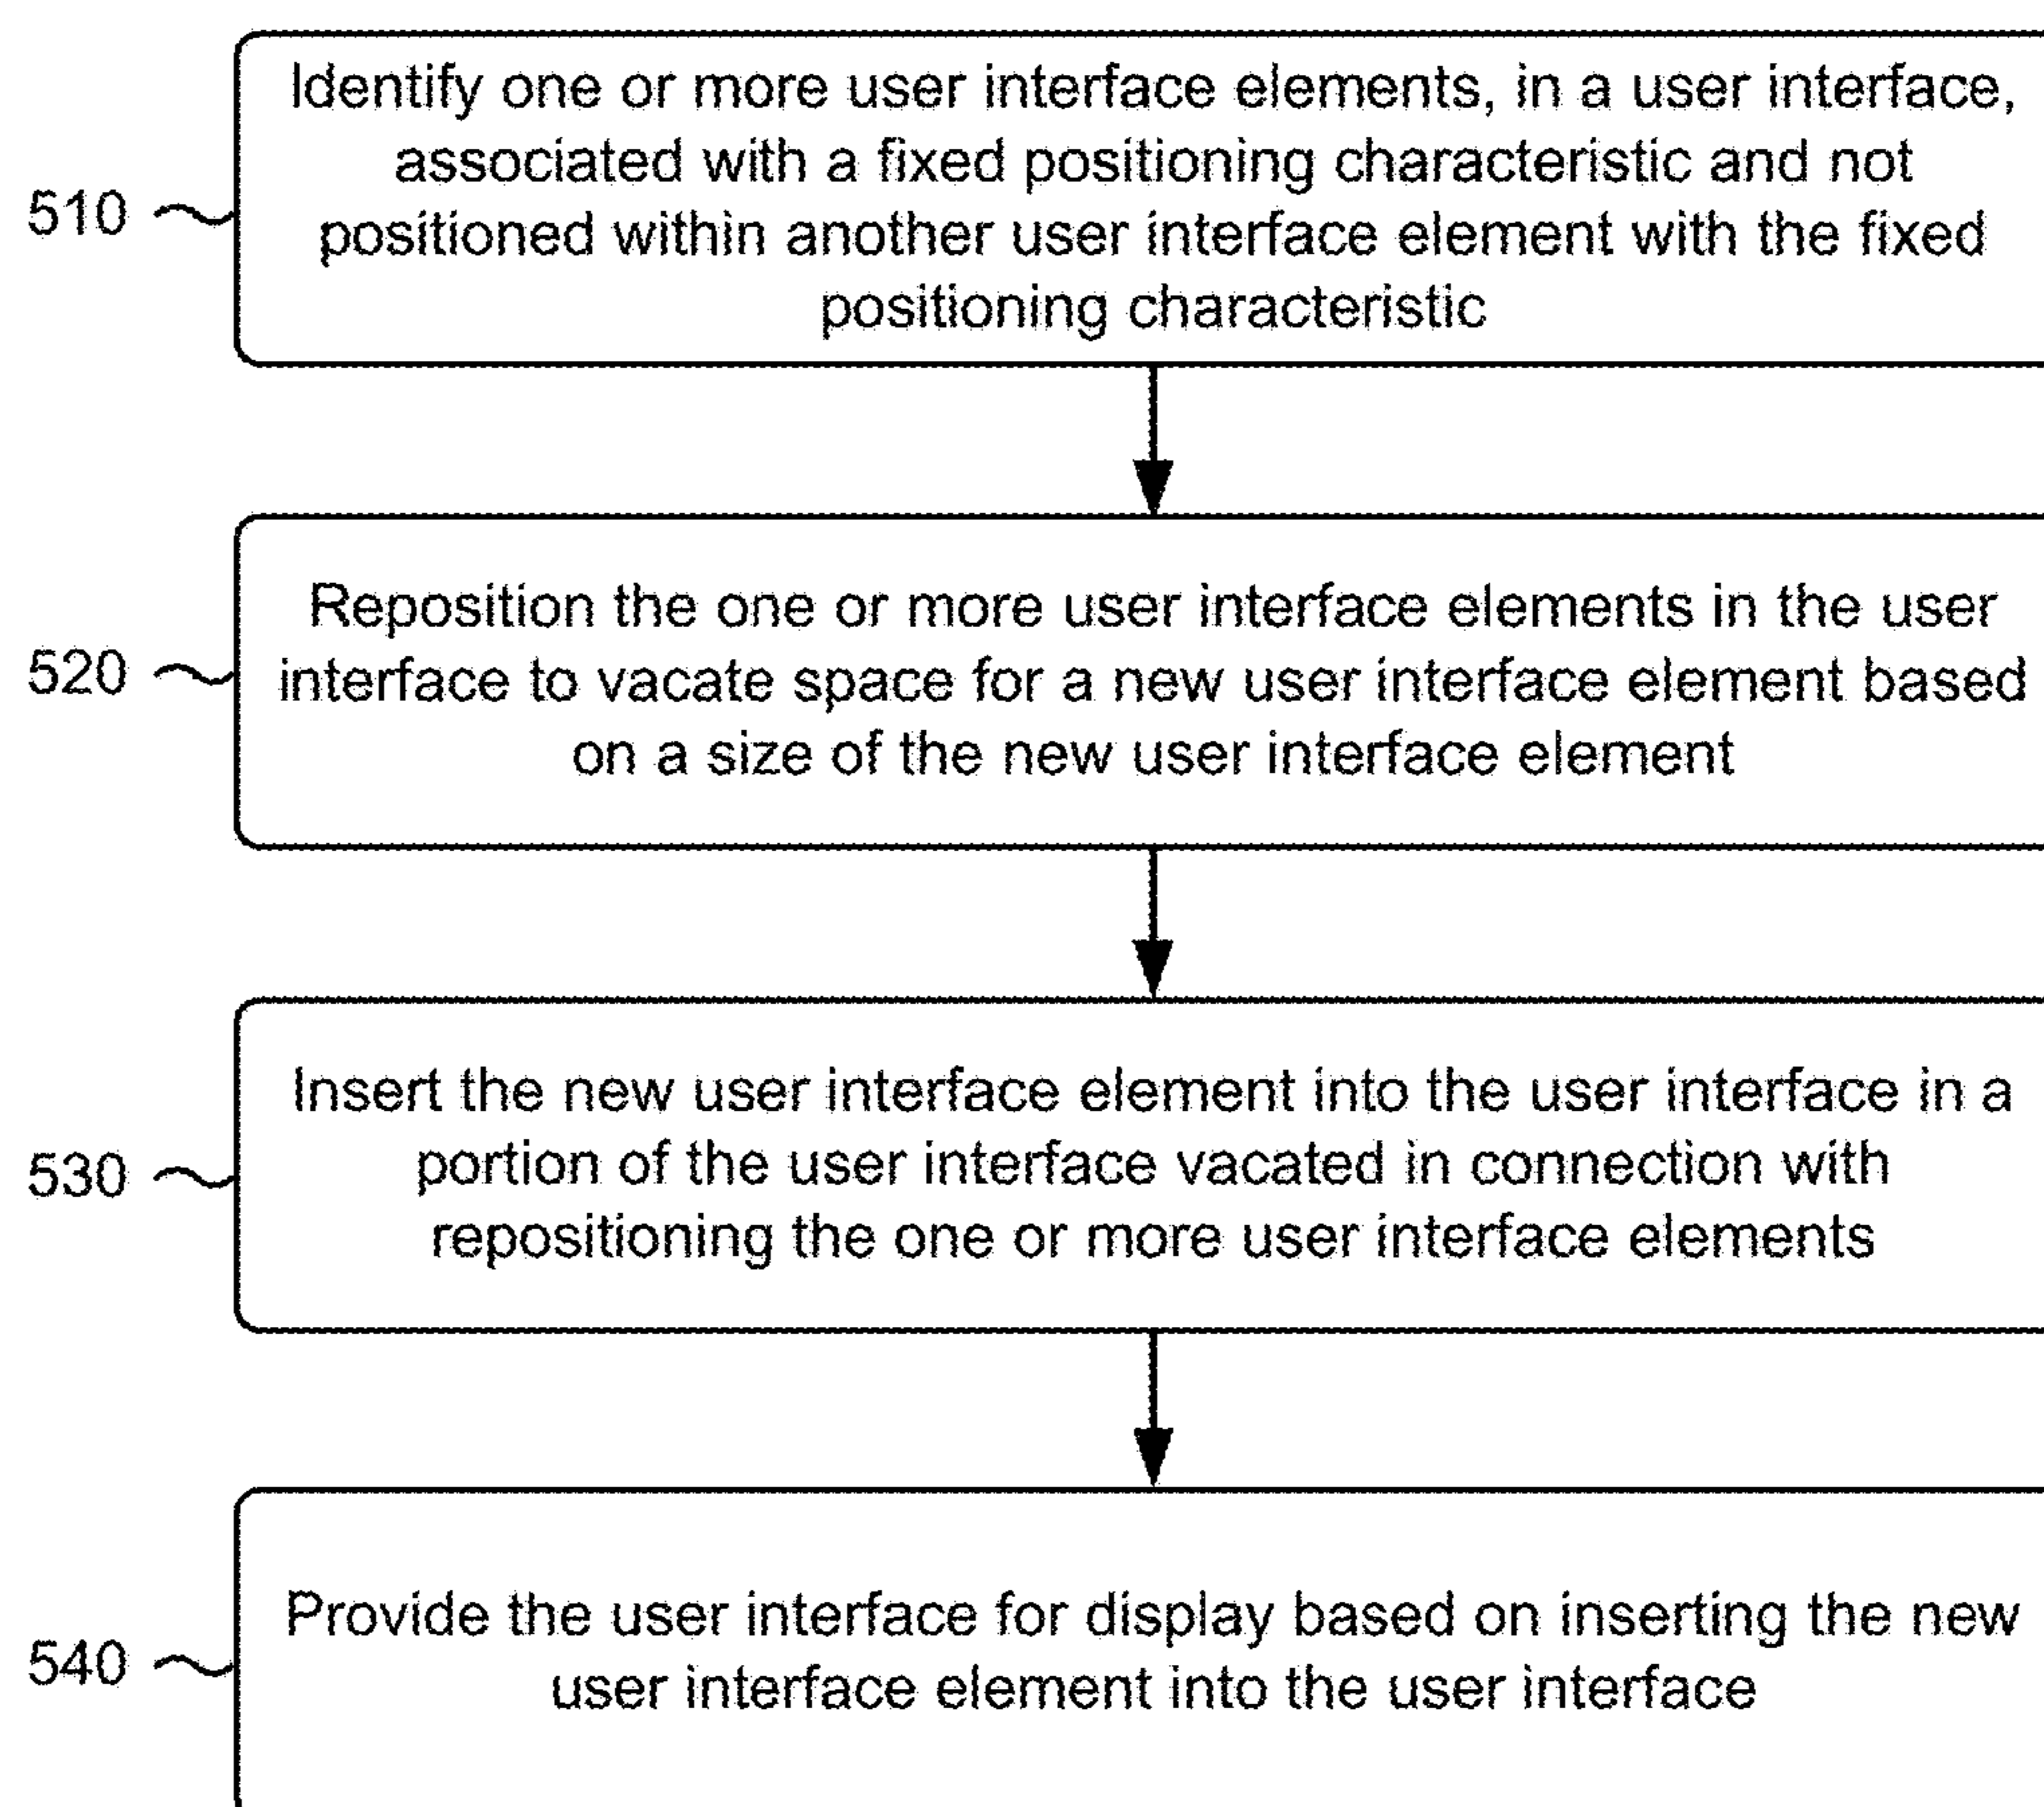 Identify one or more user interface elements, in a user interface,
associated with a fixed positioning characteristic and not
510
positioned within another user interface element with the fixed
positioning characteristic
Reposition the one or more user interface elements in the user
520
interface to vacate space for a new user interface element based
on a size of the new user interface element
Insert the new user interface element into the user interface in a
530
portion of the user interface vacated in connection with
repositioning the one or more user interface elements
Provide the user interface for display based on inserting the new
540
user interface element into the user interface